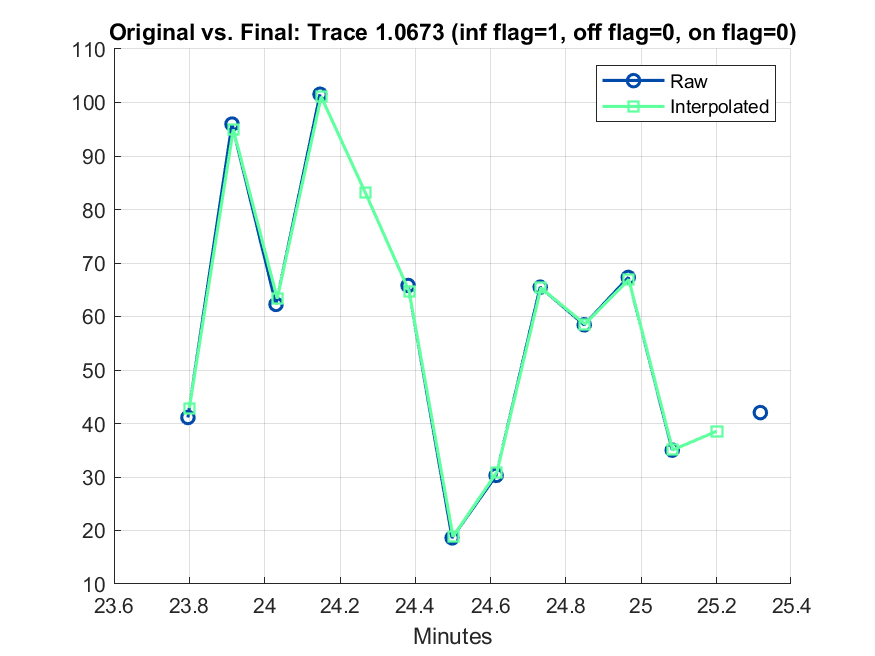 Original vs. Final: Trace 1.0673 (inf flag=1, off flag=0, on flag=0)
110
100
90
80
70
60
50
40
30
20
10
Raw
Interpolated
23.6 23.8 24 24.2 24.4 24.6 24.8 25 25.2 25.4
Minutes